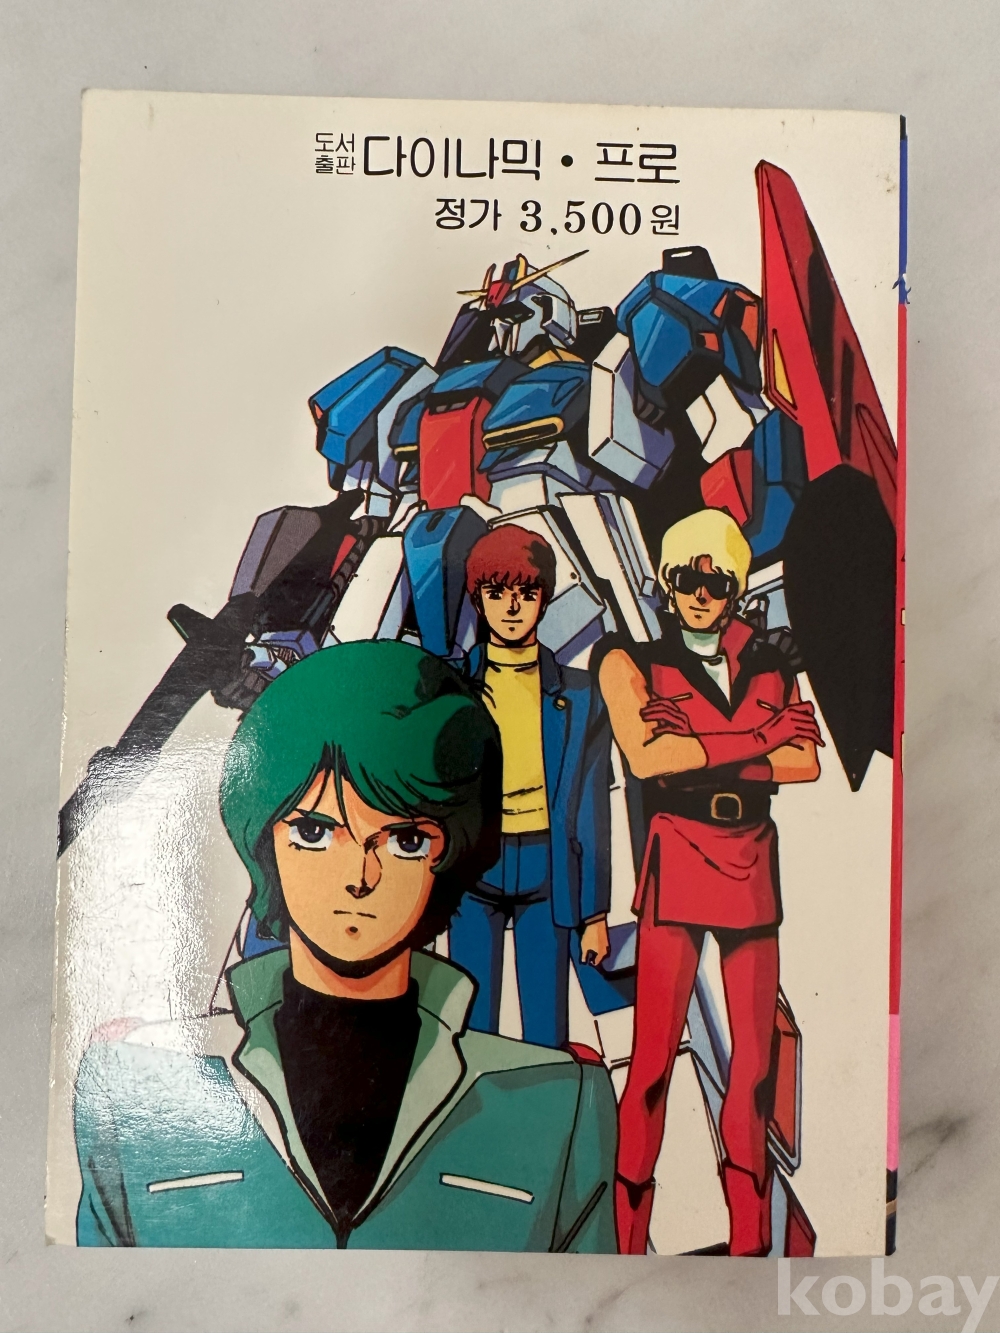 도서출판 다이나믹·프로
정가 3,500원
kobay